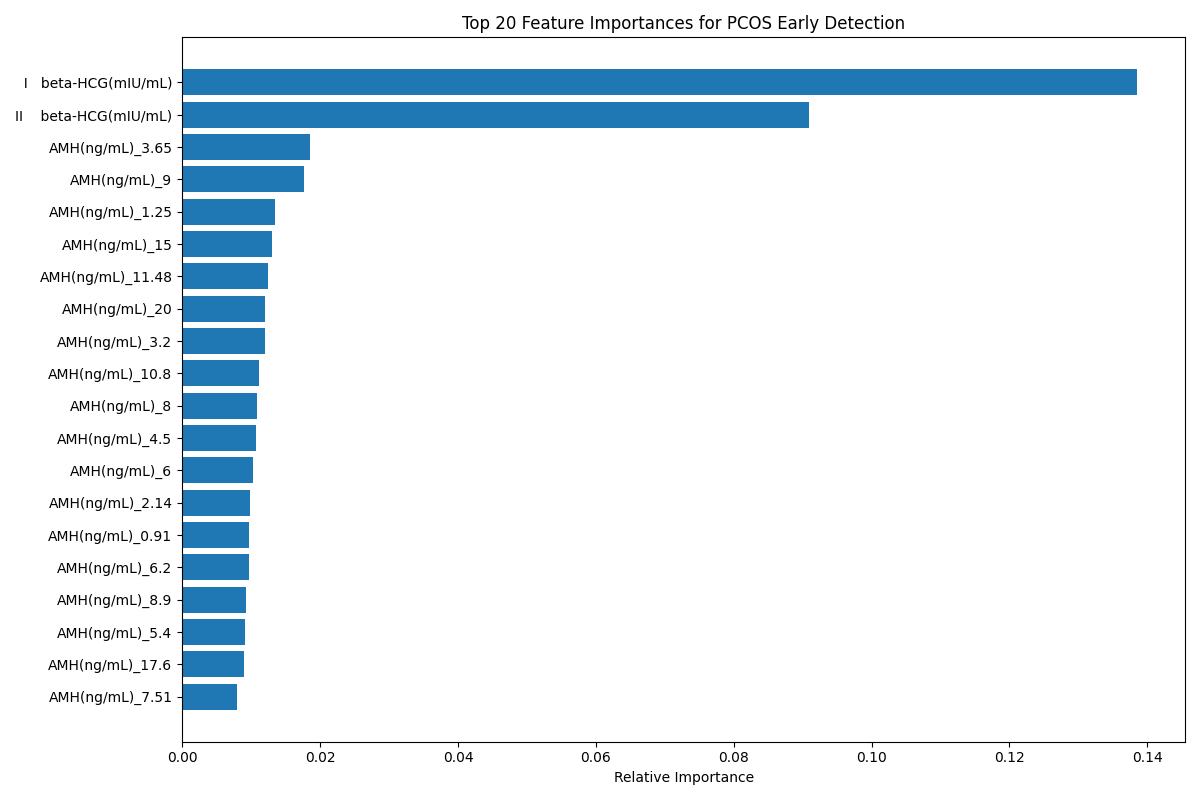 Top 20 Feature Importances for PCOS Early Detection
I   beta-HCG(mIU/mL)
II    beta-HCG(mIU/mL)
AMH(ng/mL)_3.65
AMH(ng/mL)_9
AMH(ng/mL)_1.25
AMH(ng/mL)_15
AMH(ng/mL)_11.48
AMH(ng/mL)_20
AMH(ng/mL)_3.2
AMH(ng/mL)_10.8
AMH(ng/mL)_8
AMH(ng/mL)_4.5
AMH(ng/mL)_6
AMH(ng/mL)_2.14
AMH(ng/mL)_0.91
AMH(ng/mL)_6.2
AMH(ng/mL)_8.9
AMH(ng/mL)_5.4
AMH(ng/mL)_17.6
AMH(ng/mL)_7.51
0.00 0.02 0.04 0.06 0.08 0.10 0.12 0.14
Relative Importance